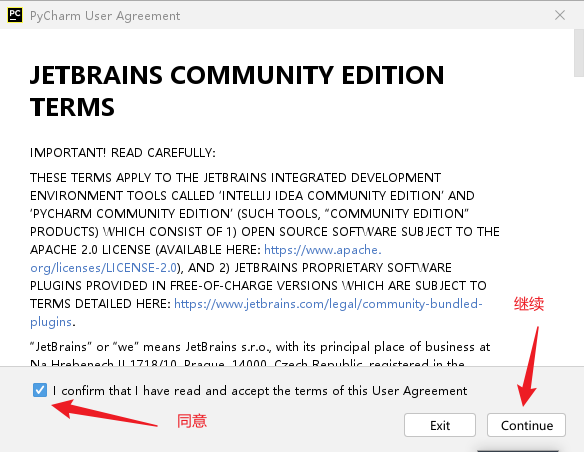 PC PyCharm User Agreement
JETBRAINS COMMUNITY EDITION
TERMS
IMPORTANT! READ CAREFULLY:
THESE TERMS APPLY TO THE JETBRAINS INTEGRATED DEVELOPMENT
ENVIRONMENT TOOLS CALLED ‘INTELLIJ IDEA COMMUNITY EDITION’ AND
‘PYCHARM COMMUNITY EDITION’ (SUCH TOOLS, “COMMUNITY EDITION”
PRODUCTS) WHICH CONSIST OF 1) OPEN SOURCE SOFTWARE SUBJECT TO THE
APACHE 2.0 LICENSE (AVAILABLE HERE: https://www.apache.
org/licenses/LICENSE-2.0), AND 2) JETBRAINS PROPRIETARY SOFTWARE
PLUGINS PROVIDED IN FREE-OF-CHARGE VERSIONS WHICH ARE SUBJECT TO
TERMS DETAILED HERE: https://www.jetbrains.com/legal/community-bundled-
plugins.
继续
“JetBrains” or “we” means JetBrains s.r.o., with its principal place of business at
Na Hrebenech II 1718/10, Prague, 14000, Czech Republic, registered in the
I confirm that I have read and accept the terms of this User Agreement
同意
Exit
Continue